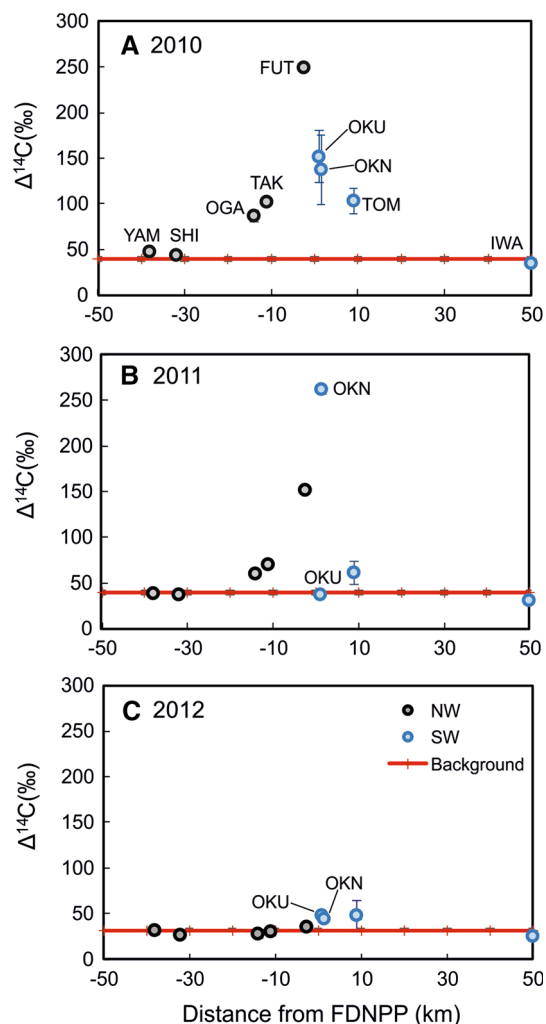 A 2010
300
250
200
150
100
50
0
Δ¹⁴C(‰)
FUT
OKU
OKN
TAK
OGA
TOM
YAM SHI
IWA
-50 -30 -10 10 30 50
B 2011
300
250
200
150
100
50
0
Δ¹⁴C(‰)
OKN
OKU
-50 -30 -10 10 30 50
C 2012
300
250
200
150
100
50
0
Δ¹⁴C(‰)
NW
SW
Background
OKU
OKN
-50 -30 -10 10 30 50
Distance from FDNPP (km)